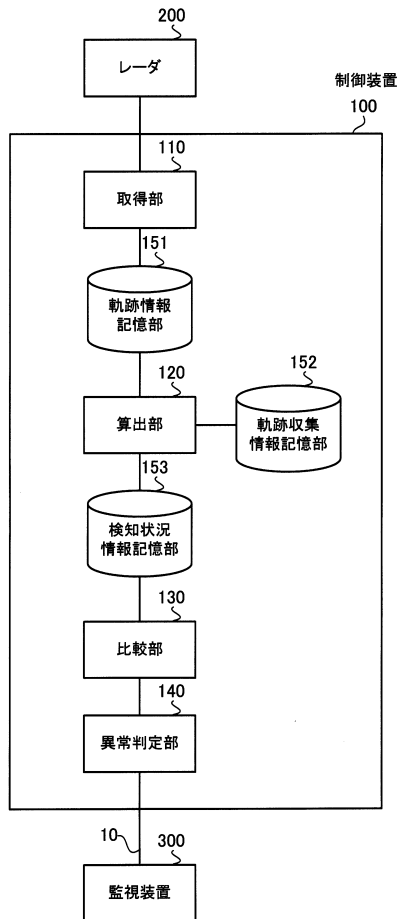 200
レーダ
制御装置
100
110
取得部
151
軌跡情報
記憶部
120
152
算出部
軌跡収集
情報記憶部
153
検知状況
情報記憶部
130
比較部
140
異常判定部
10
300
監視装置